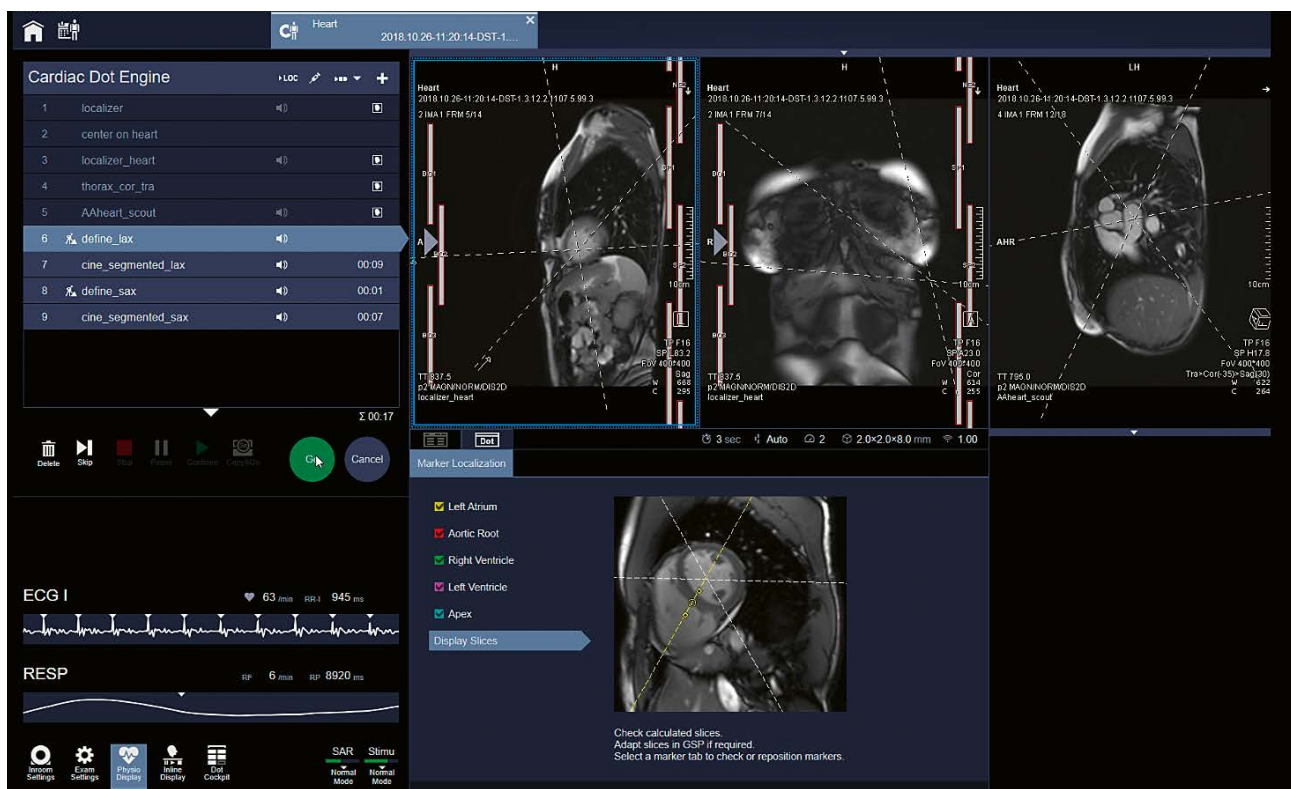 Heart
2018.10.26-11:20:14-DST-1....
Cardiac Dot Engine
LOC
1 localizer
2 center on heart
3 localizer_heart
4 thorax_cor_tra
5 AAheart_scout
6 define_lax
7 cine_segmented_lax 00:09
8 define_sax 00:01
9 cine_segmented_sax 00:07
Σ 00:17
Delete
Skip
Stop
Pause
Continue
Go
Cancel
ECG I
63 /min RR-I 945 ms
RESP
RF 6 /min RP 8920 ms
Inroom Settings
Exam Settings
Physio Display
Inline Display
Dot Cockpit
SAR
Normal Mode
Stimu
Normal Mode
H
Heart
2018.10.26-11:20:14-DST-1.3.12.2.1107.5.99.3
2 IMA 1 FRM 5/14
A
10cm
TP F16
SP L83.2
FoV 400*400
Sag
W 668
C 295
TT 837.5
p2 M/NORM/DIS2D
localizer_heart
H
Heart
2018.10.26-11:20:14-DST-1.3.12.2.1107.5.99.3
2 IMA 1 FRM 7/14
R
10cm
A
TP F16
SP A23.0
FoV 400*400
Cor
W 614
C 255
TT 837.5
p2 M/NORM/DIS2D
localizer_heart
LH
Heart
2018.10.26-11:20:14-DST-1.3.12.2.1107.5.99.3
4 IMA 1 FRM 12/18
AHR
10cm
TP F16
SP H17.8
FoV 400*400
Tra>Cor(-35)>Sag(30)
W 622
C 264
TT 795.0
p2 M/NORM/DIS2D
AAheart_scout
Dot
3 sec Auto 2 2.0×2.0×8.0 mm 1.00
Marker Localization
Left Atrium
Aortic Root
Right Ventricle
Left Ventricle
Apex
Display Slices
Check calculated slices.
Adapt slices in GSP if required.
Select a marker tab to check or reposition markers.